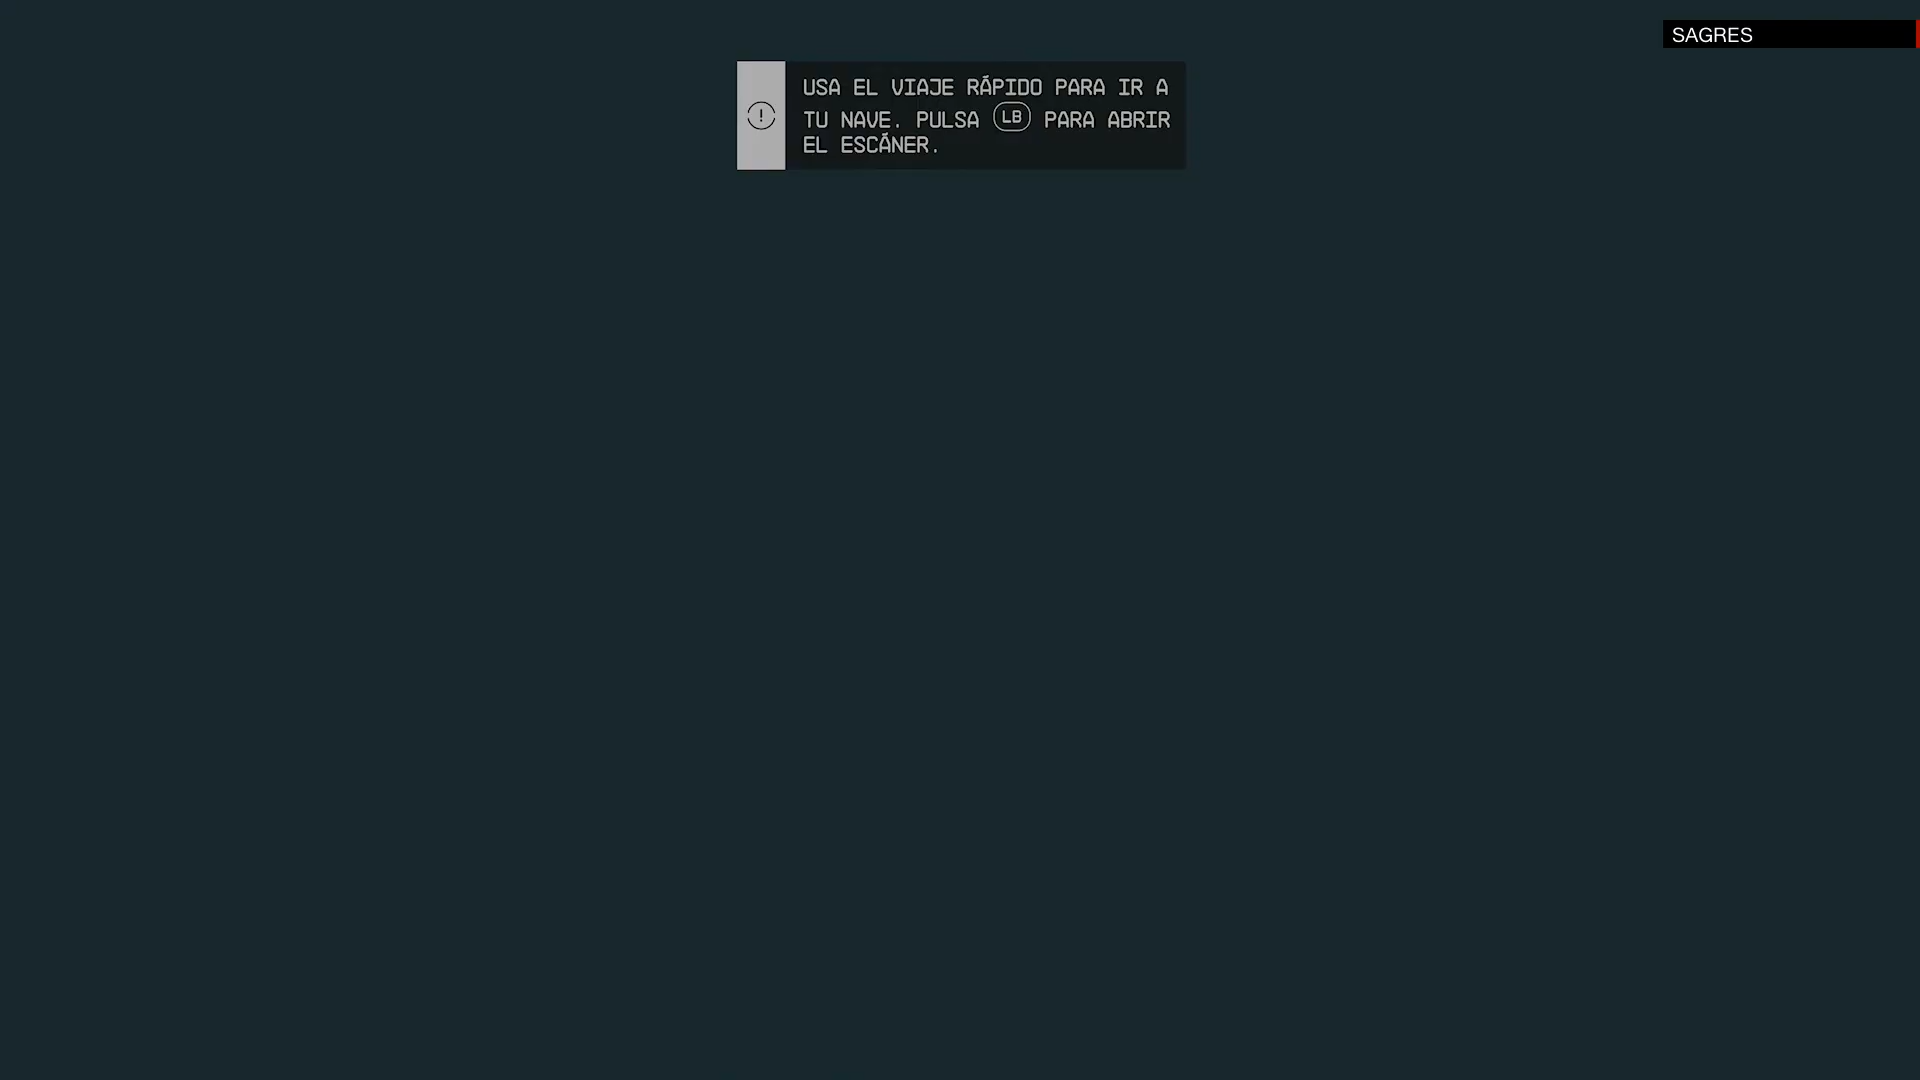 SAGRES
USA EL VIAJE RÁPIDO PARA IR A
TU NAVE. PULSA LB PARA ABRIR
EL ESCÁNER.